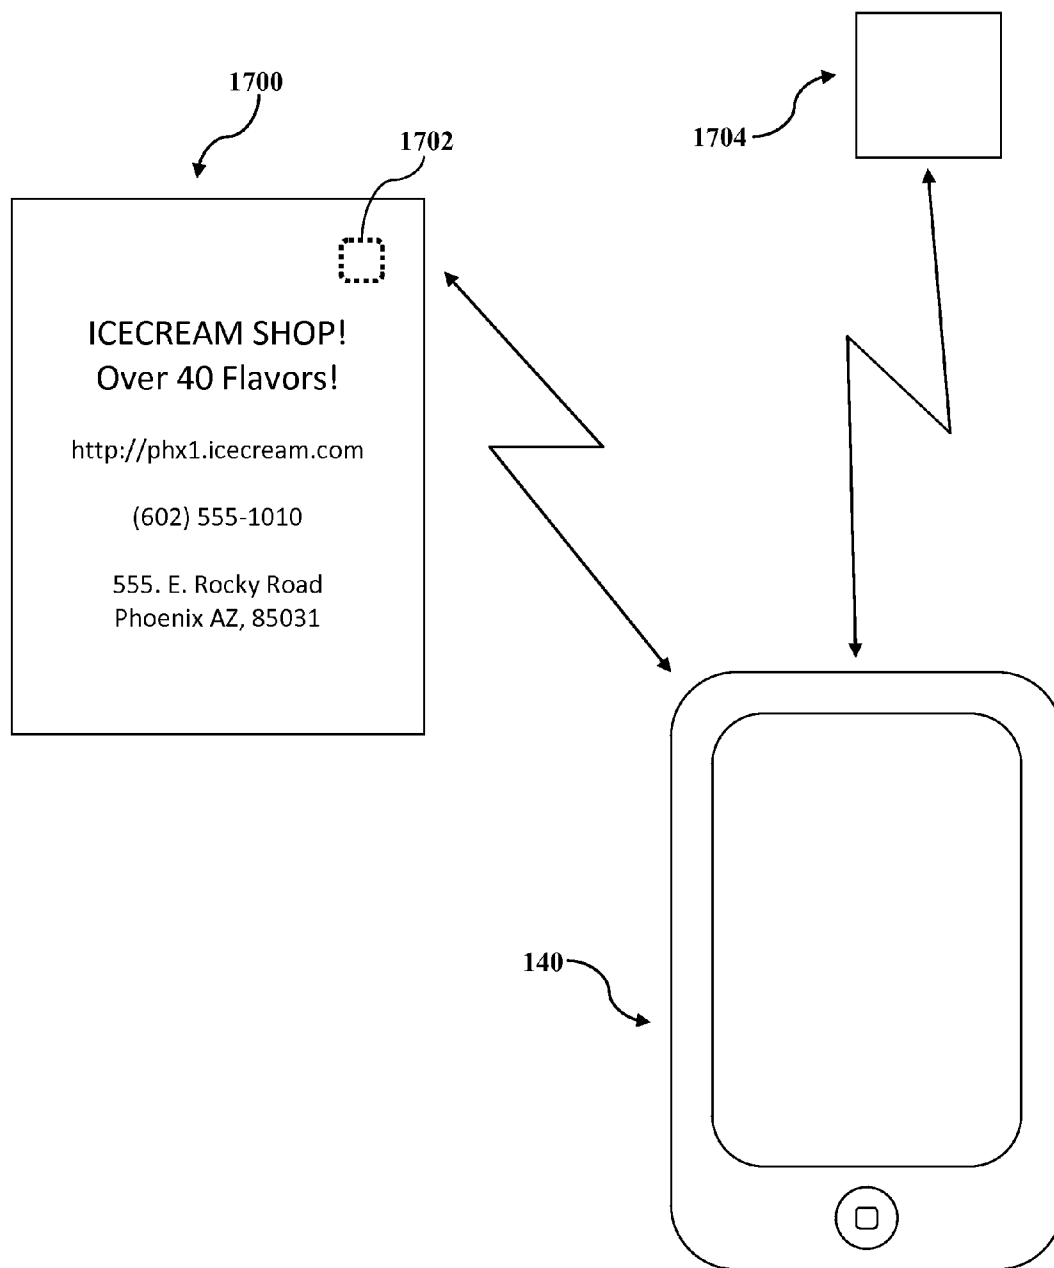 1700
1702
1704
ICECREAM SHOP!
Over 40 Flavors!
http://phx1.icecream.com
(602) 555-1010
555. E. Rocky Road
Phoenix AZ, 85031
140